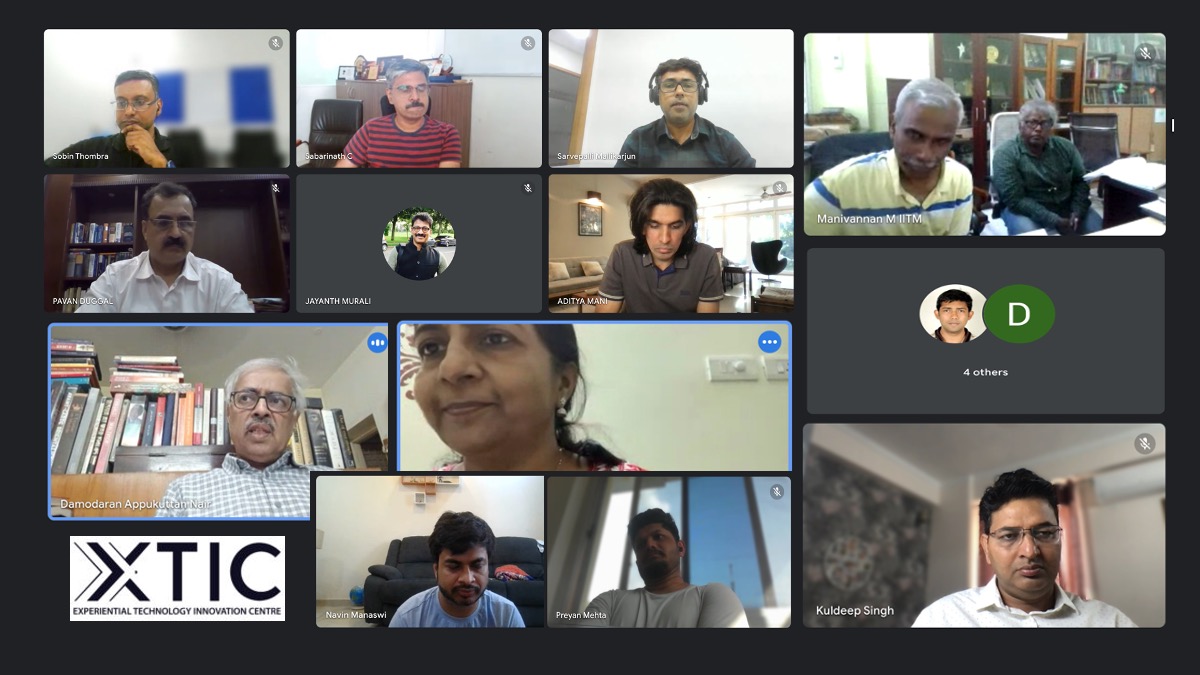 Sobin Thombra
Sabarinath C
Sarvepalli Mallikarjun
Manivannan M IITM
PAVAN DUGGAL
JAYANTH MURALI
ADITYA MANI
D
4 others
Damodaran Appukuttan Nair
XTIC
EXPERIENTIAL TECHNOLOGY INNOVATION CENTRE
Navin Manaswi
Preyan Mehta
Kuldeep Singh